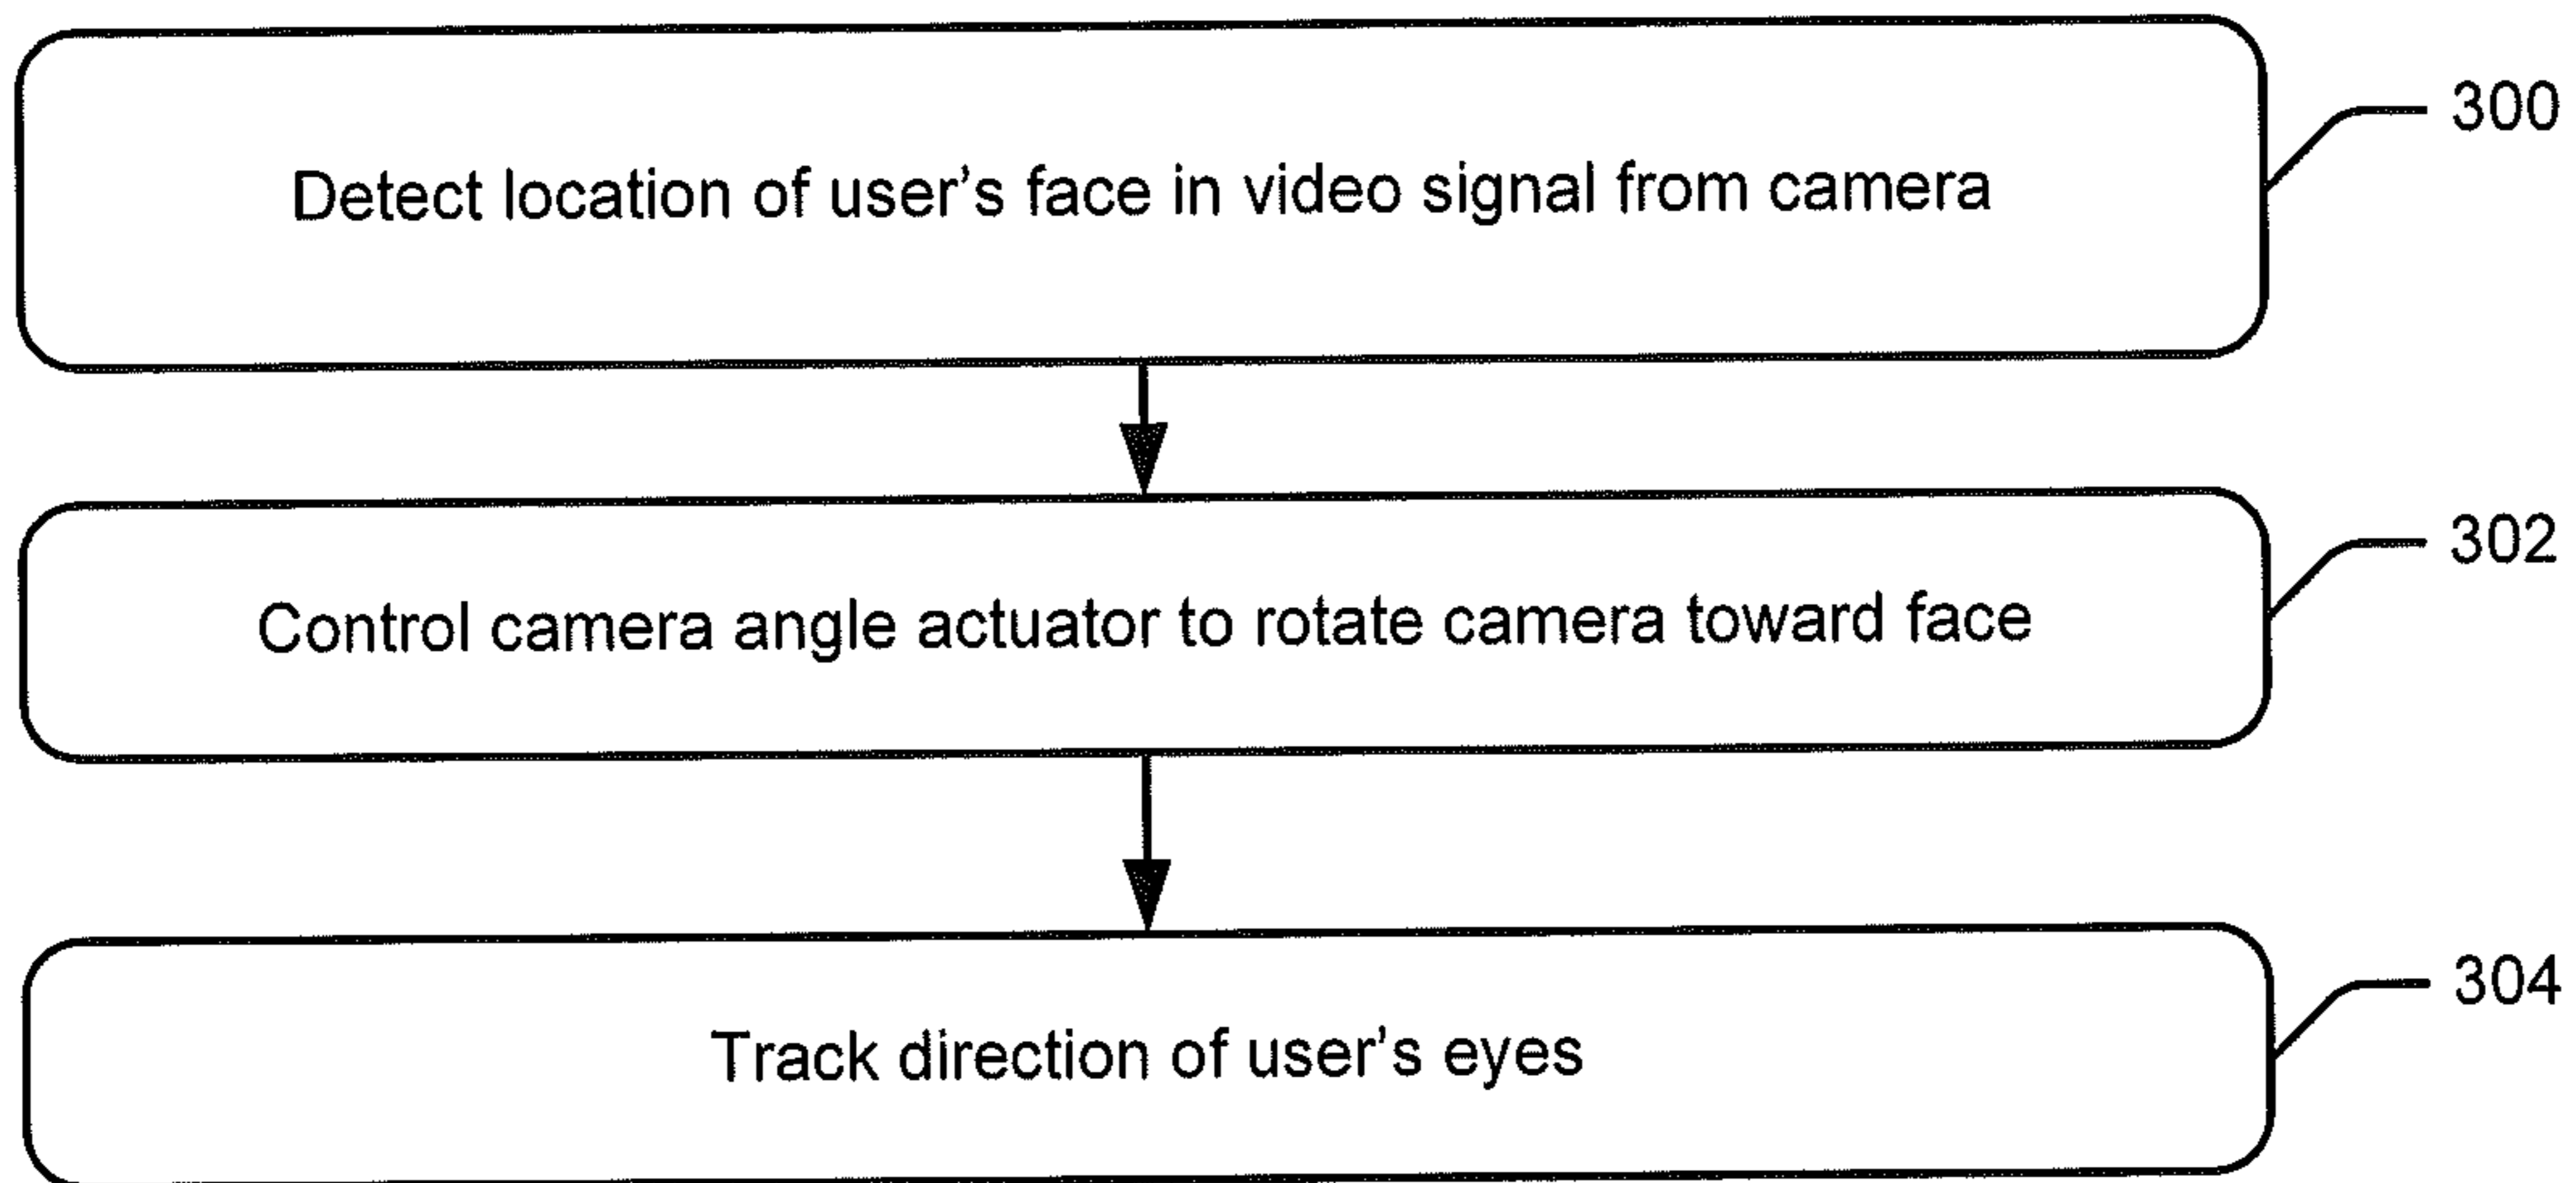 Detect location of user’s face in video signal from camera
300
Control camera angle actuator to rotate camera toward face
302
Track direction of user’s eyes
304